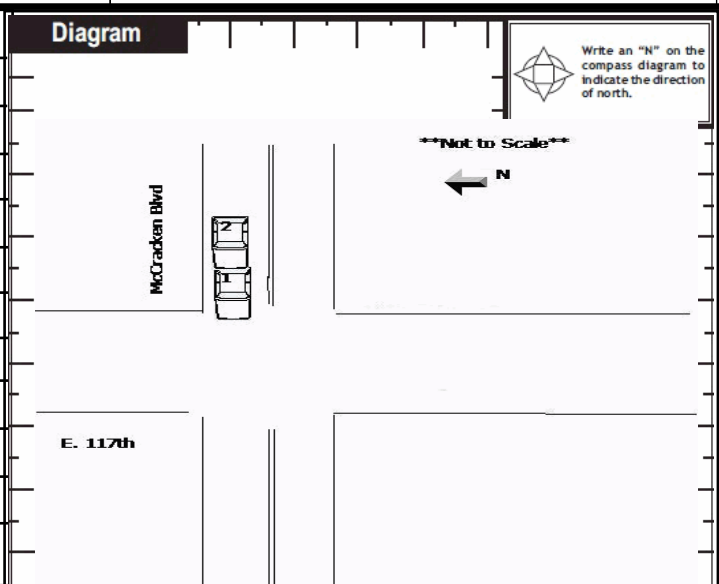 Diagram
Write an "N" on the
compass diagram to
indicate the direction
of north.
**Not to Scale**
N
McCracken Blvd
2
1
E. 117th